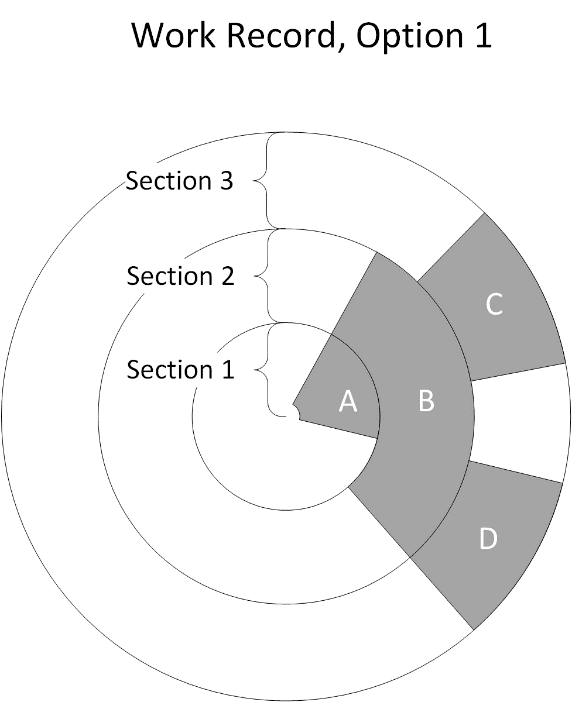 Work Record, Option 1
Section 3
Section 2
C
Section 1
A
B
D